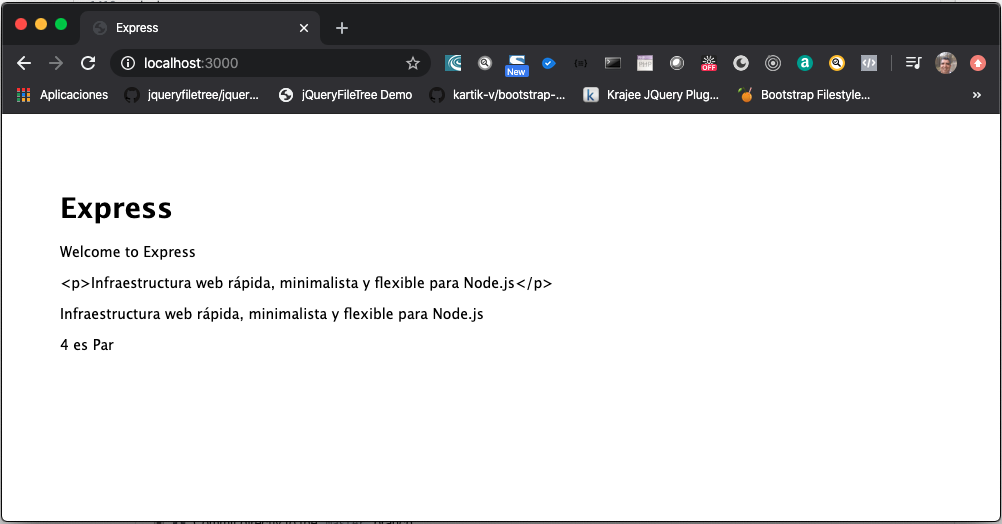 Express
localhost:3000
New
PHP
OFF
a
Aplicaciones
jqueryfiletree/jquer...
jQueryFileTree Demo
kartik-v/bootstrap-...
k
Krajee JQuery Plug...
Bootstrap Filestyle...
»
Express
Welcome to Express
<p>Infraestructura web rápida, minimalista y flexible para Node.js</p>
Infraestructura web rápida, minimalista y flexible para Node.js
4 es Par